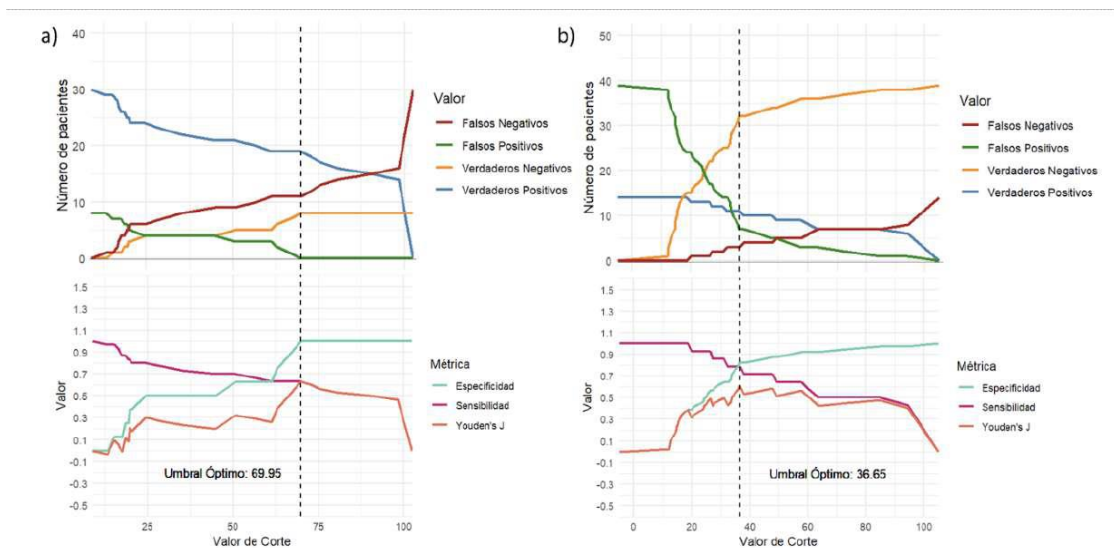 a)
Número de pacientes
40
30
20
10
0
Valor
Falsos Negativos
Falsos Positivos
Verdaderos Negativos
Verdaderos Positivos
Valor
1.5
1.3
1.1
0.9
0.7
0.5
0.3
0.1
-0.1
-0.3
-0.5
Métrica
Especificidad
Sensibilidad
Youden's J
Umbral Óptimo: 69.95
25
50
75
100
Valor de Corte
b)
Número de pacientes
50
40
30
20
10
0
Valor
Falsos Negativos
Falsos Positivos
Verdaderos Negativos
Verdaderos Positivos
Valor
1.5
1.3
1.1
0.9
0.7
0.5
0.3
0.1
-0.1
-0.3
-0.5
Métrica
Especificidad
Sensibilidad
Youden's J
Umbral Óptimo: 36.65
0
20
40
60
80
100
Valor de Corte